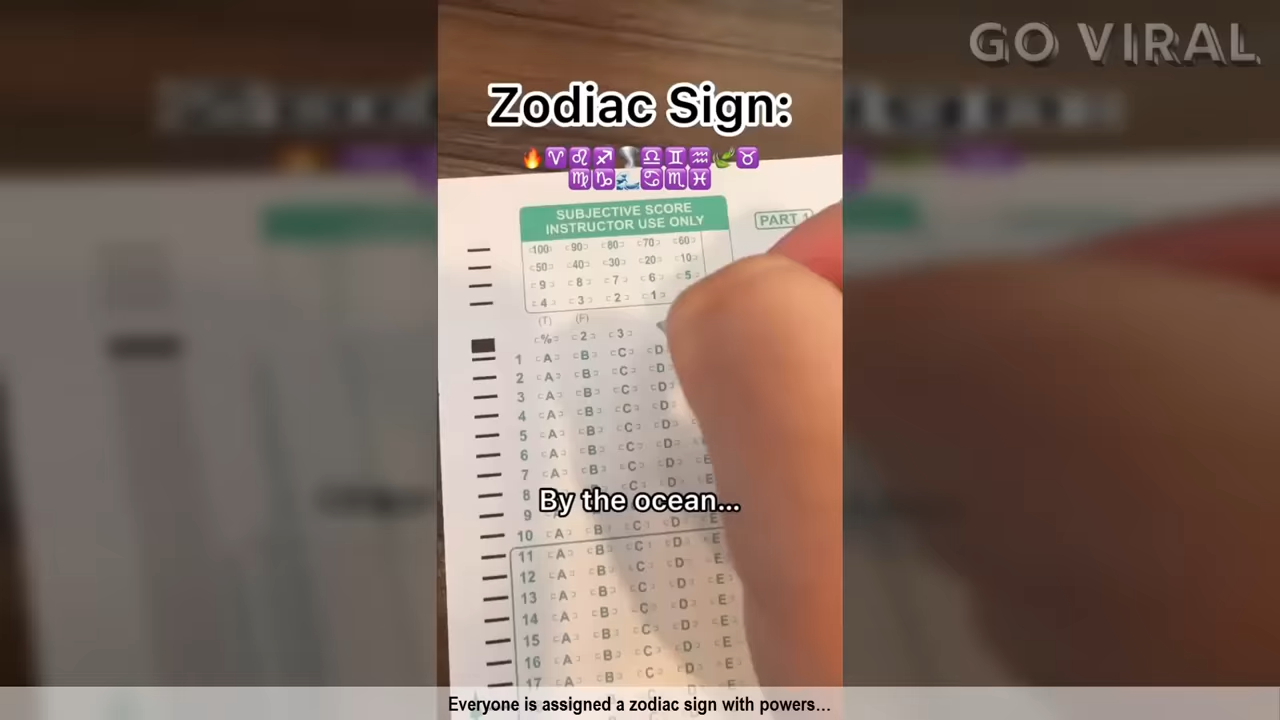 GO VIRAL
Zodiac Sign:
🔥♈♌♐🌪️♎♊♒🌿♉
♍♑🌊♋♏♓
SUBJECTIVE SCORE
INSTRUCTOR USE ONLY
PART 1
100 90 80 70 60
50 40 30 20 10
9 8 7 6 5
4 3 2 1
(T) (F)
% 2 3
1 A B C D
2 A B C D
3 A B C D
4 A B C D
5 A B C D
6 A B C D
7 A B C D E
8 B C D E
By the ocean...
9 D E
10 A B C D E
11 A B C D E
12 A B C D E
13 A B C D E
14 A B C D E
15 A B C D E
16 A B C D E
17 A B C D E
Everyone is assigned a zodiac sign with powers...